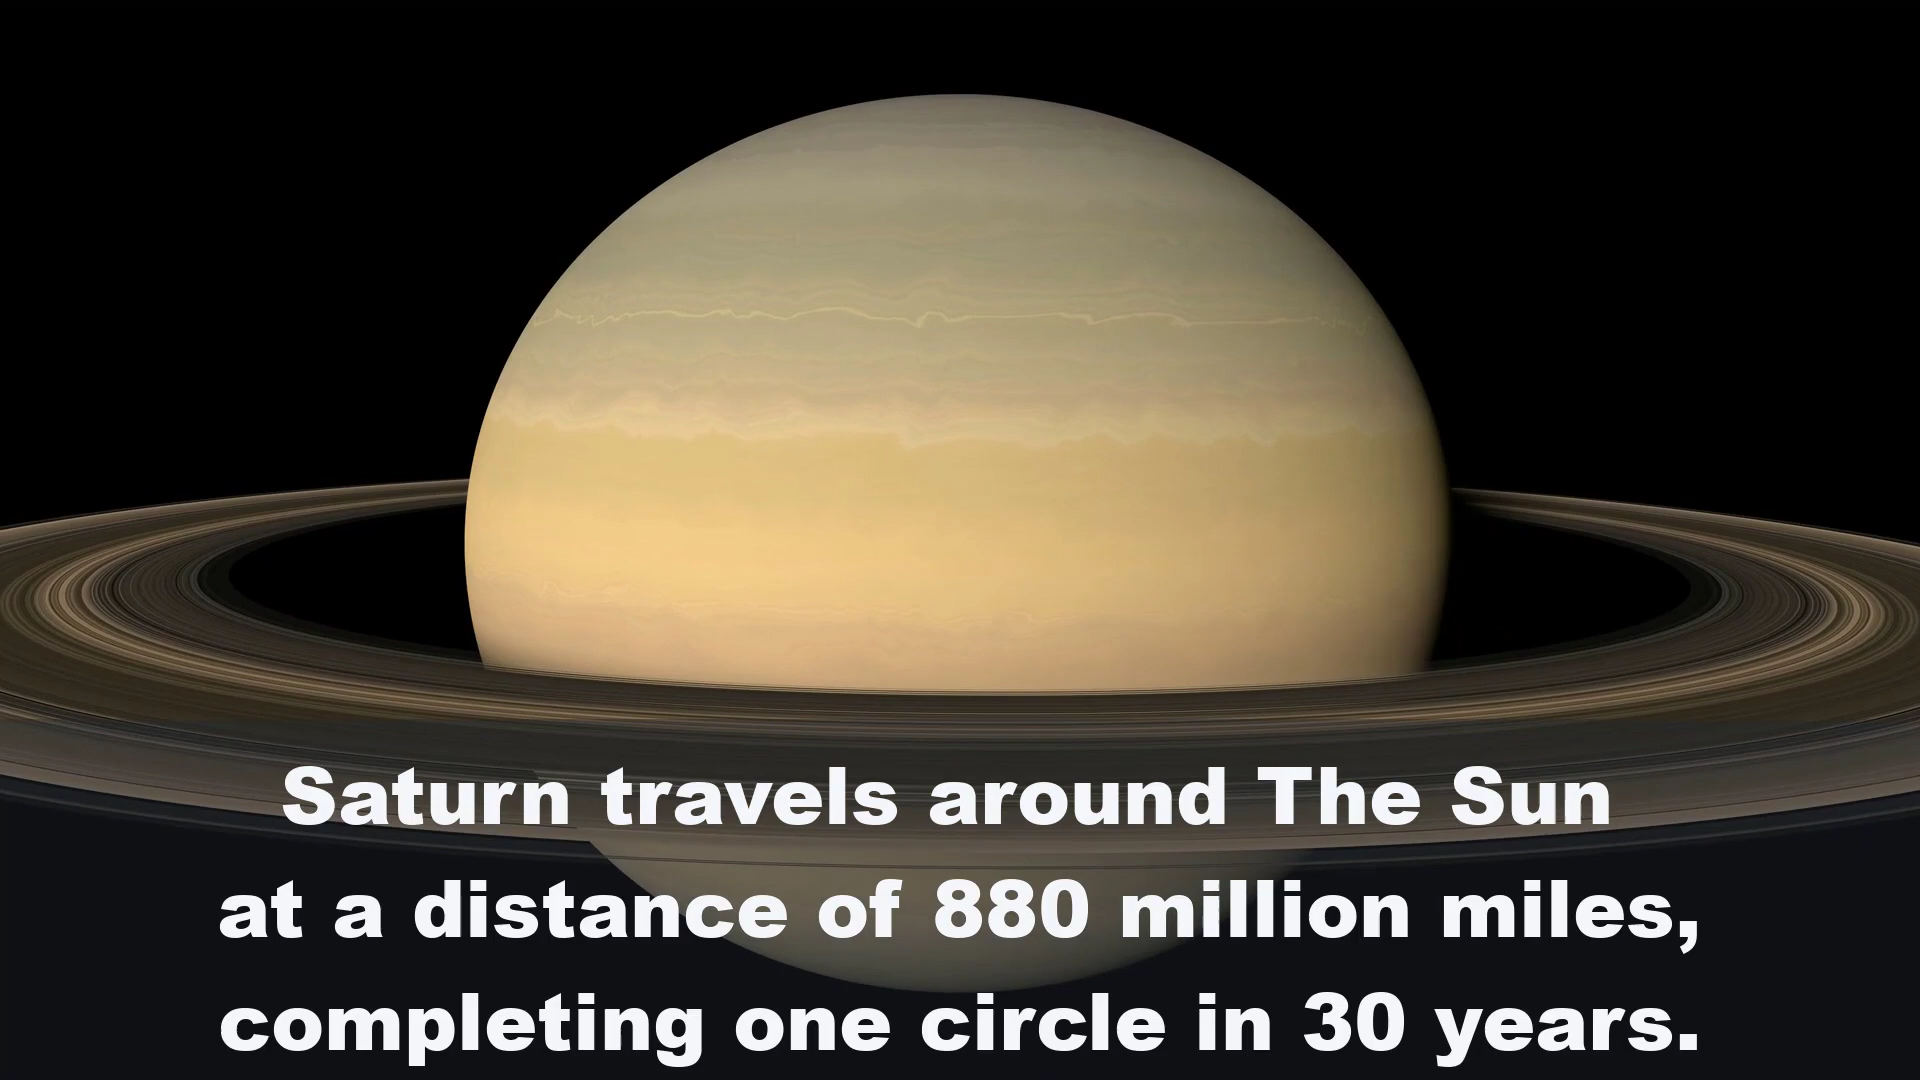 Saturn travels around The Sun
at a distance of 880 million miles,
completing one circle in 30 years.